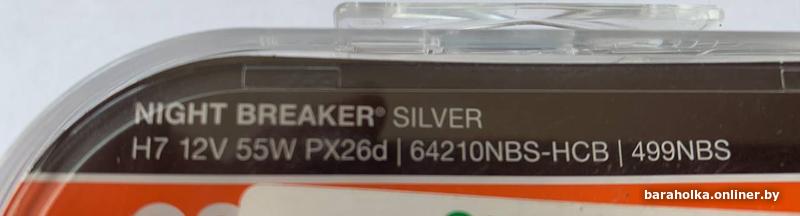 NIGHT BREAKER® SILVER
H7 12V 55W PX26d | 64210NBS-HCB | 499NBS
baraholka.onliner.by